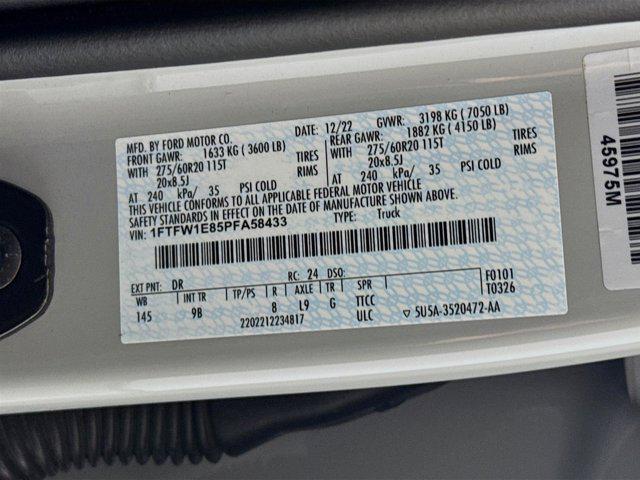 MFD. BY FORD MOTOR CO. DATE: 12/22 GVWR: 3198 KG ( 7050 LB)
FRONT GAWR: 1633 KG ( 3600 LB) REAR GAWR: 1882 KG ( 4150 LB)
WITH 275/60R20 115T TIRES WITH 275/60R20 115T TIRES
20x8.5J RIMS 20x8.5J RIMS
AT 240 kPa/ 35 PSI COLD AT 240 kPa/ 35 PSI COLD
THIS VEHICLE CONFORMS TO ALL APPLICABLE FEDERAL MOTOR VEHICLE
SAFETY STANDARDS IN EFFECT ON THE DATE OF MANUFACTURE SHOWN ABOVE.
VIN: 1FTFW1E85PFA58433 TYPE: Truck
EXT PNT: DR RC: 24 DSO: F0101
WB INT TR TP/PS R AXLE TR SPR T0326
145 9B 8 L9 G TTCC
2202212234817 ULC 5U5A-3520472-AA
45975M